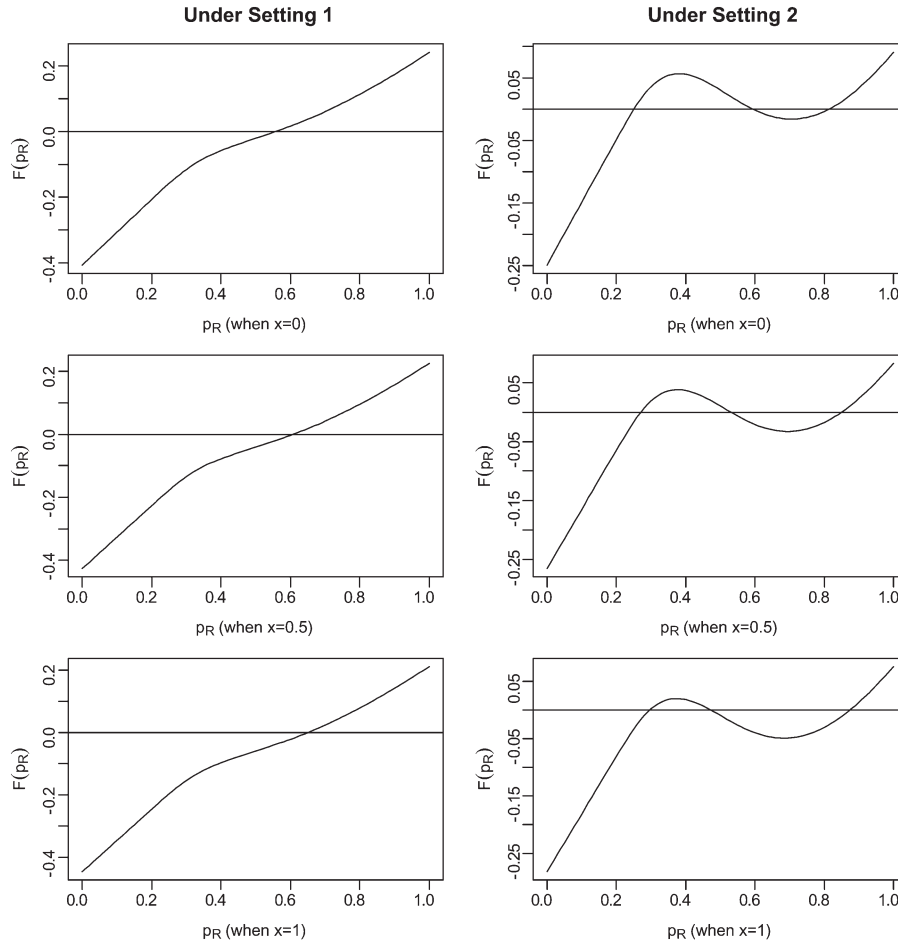 Under Setting 1
Under Setting 2
F(pR)
0.2
0.0
-0.2
-0.4
0.0 0.2 0.4 0.6 0.8 1.0
pR (when x=0)
F(pR)
0.05
-0.05
-0.15
-0.25
0.0 0.2 0.4 0.6 0.8 1.0
pR (when x=0)
F(pR)
0.2
0.0
-0.2
-0.4
0.0 0.2 0.4 0.6 0.8 1.0
pR (when x=0.5)
F(pR)
0.05
-0.05
-0.15
-0.25
0.0 0.2 0.4 0.6 0.8 1.0
pR (when x=0.5)
F(pR)
0.2
0.0
-0.2
-0.4
0.0 0.2 0.4 0.6 0.8 1.0
pR (when x=1)
F(pR)
0.05
-0.05
-0.15
-0.25
0.0 0.2 0.4 0.6 0.8 1.0
pR (when x=1)